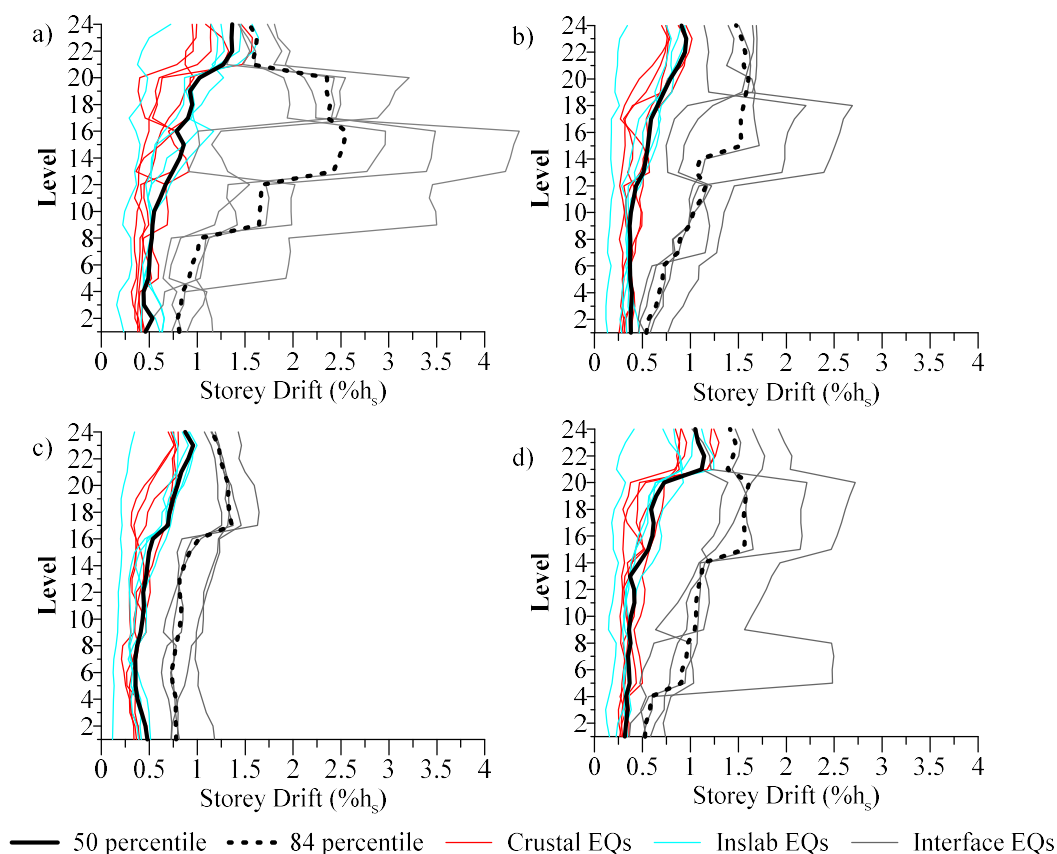 a)
24
22
20
18
16
14
12
10
8
6
4
2
Level
0 0.5 1 1.5 2 2.5 3 3.5 4
Storey Drift (%hs)
b)
24
22
20
18
16
14
12
10
8
6
4
2
Level
0 0.5 1 1.5 2 2.5 3 3.5 4
Storey Drift (%hs)
c)
24
22
20
18
16
14
12
10
8
6
4
2
Level
0 0.5 1 1.5 2 2.5 3 3.5 4
Storey Drift (%hs)
d)
24
22
20
18
16
14
12
10
8
6
4
2
Level
0 0.5 1 1.5 2 2.5 3 3.5 4
Storey Drift (%hs)
50 percentile 84 percentile Crustal EQs Inslab EQs Interface EQs